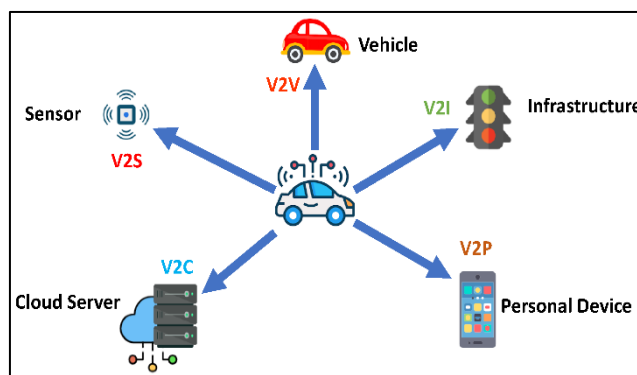 Vehicle
V2V
Sensor
V2I
Infrastructure
V2S
V2P
V2C
Cloud Server
Personal Device